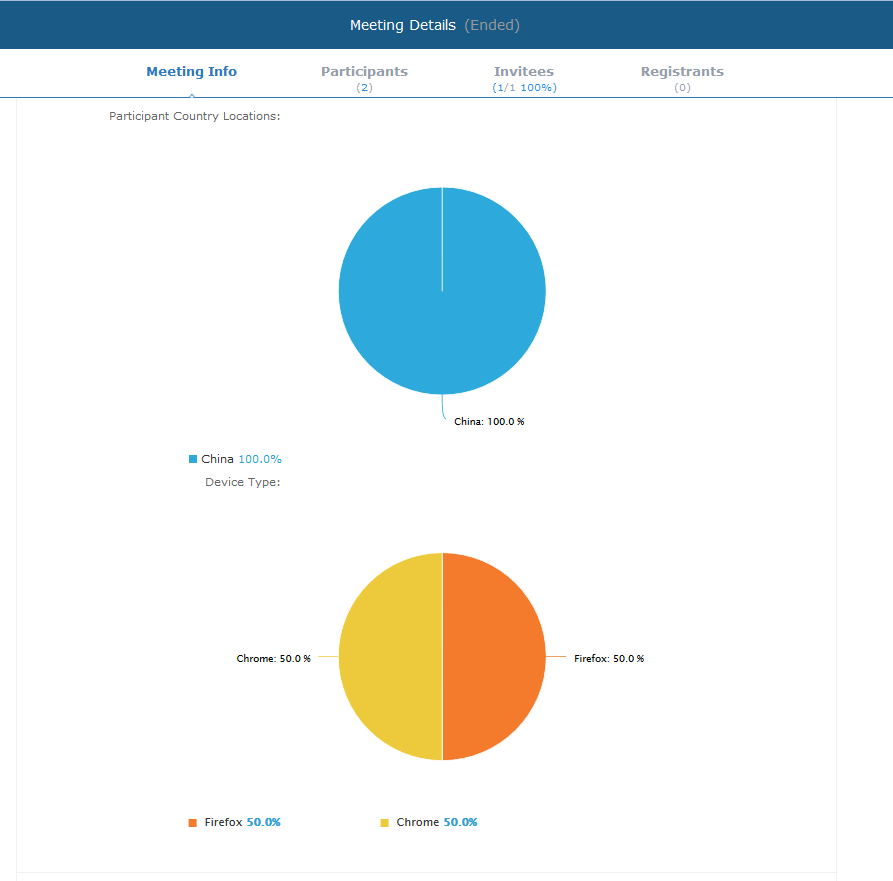 Meeting Details (Ended)
Meeting Info
Participants
(2)
Invitees
(1/1 100%)
Registrants
(0)
Participant Country Locations:
China: 100.0 %
China 100.0%
Device Type:
Chrome: 50.0 %
Firefox: 50.0 %
Firefox 50.0%
Chrome 50.0%